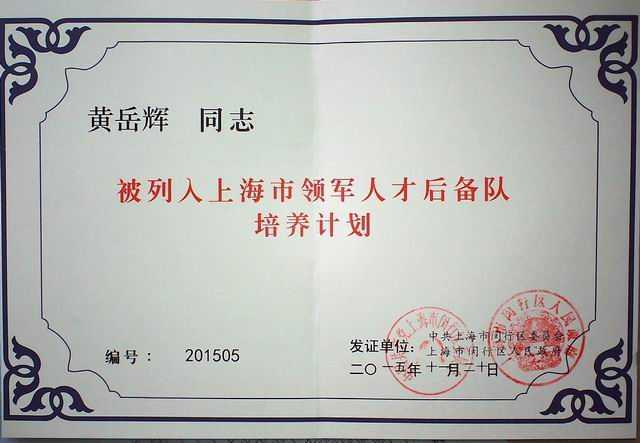 黄岳辉 同志
被列入上海市领军人才后备队
培养计划
编号： 201505
发证单位：
中共上海市闵行区委员会
上海市闵行区人民政府
二〇一五年十一月二十日